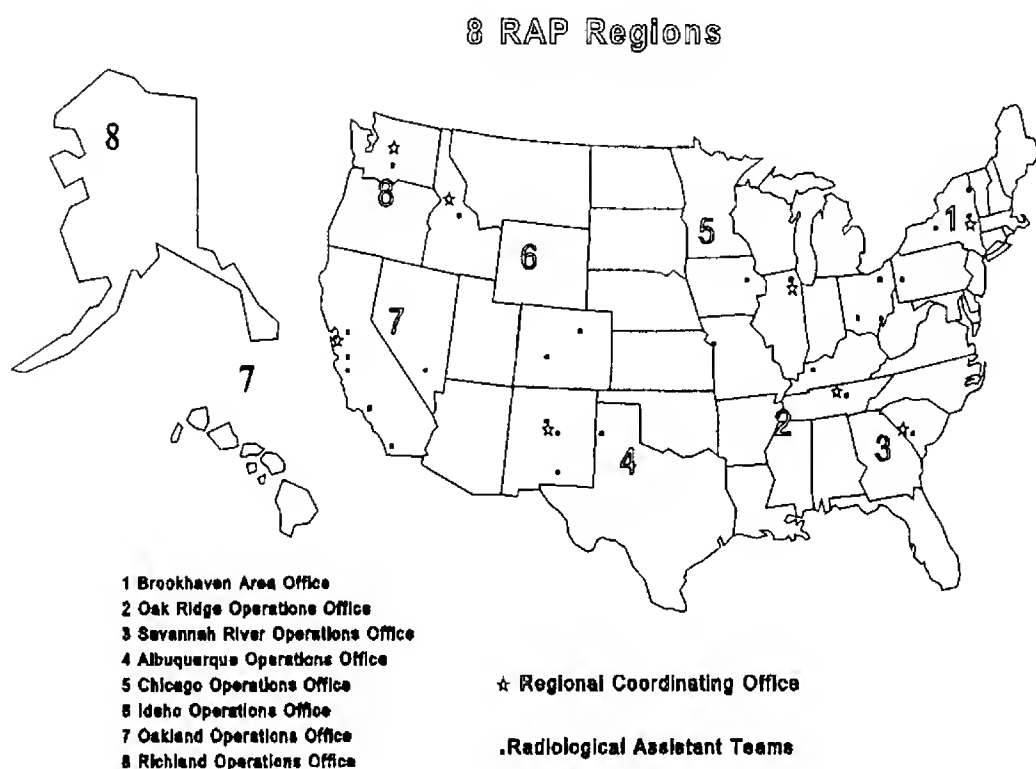 8 RAP Regions
8
8
6
5
1
7
7
2
3
4
1 Brookhaven Area Office
2 Oak Ridge Operations Office
3 Savannah River Operations Office
4 Albuquerque Operations Office
5 Chicago Operations Office
6 Idaho Operations Office
7 Oakland Operations Office
8 Richland Operations Office
☆ Regional Coordinating Office
.Radiological Assistant Teams